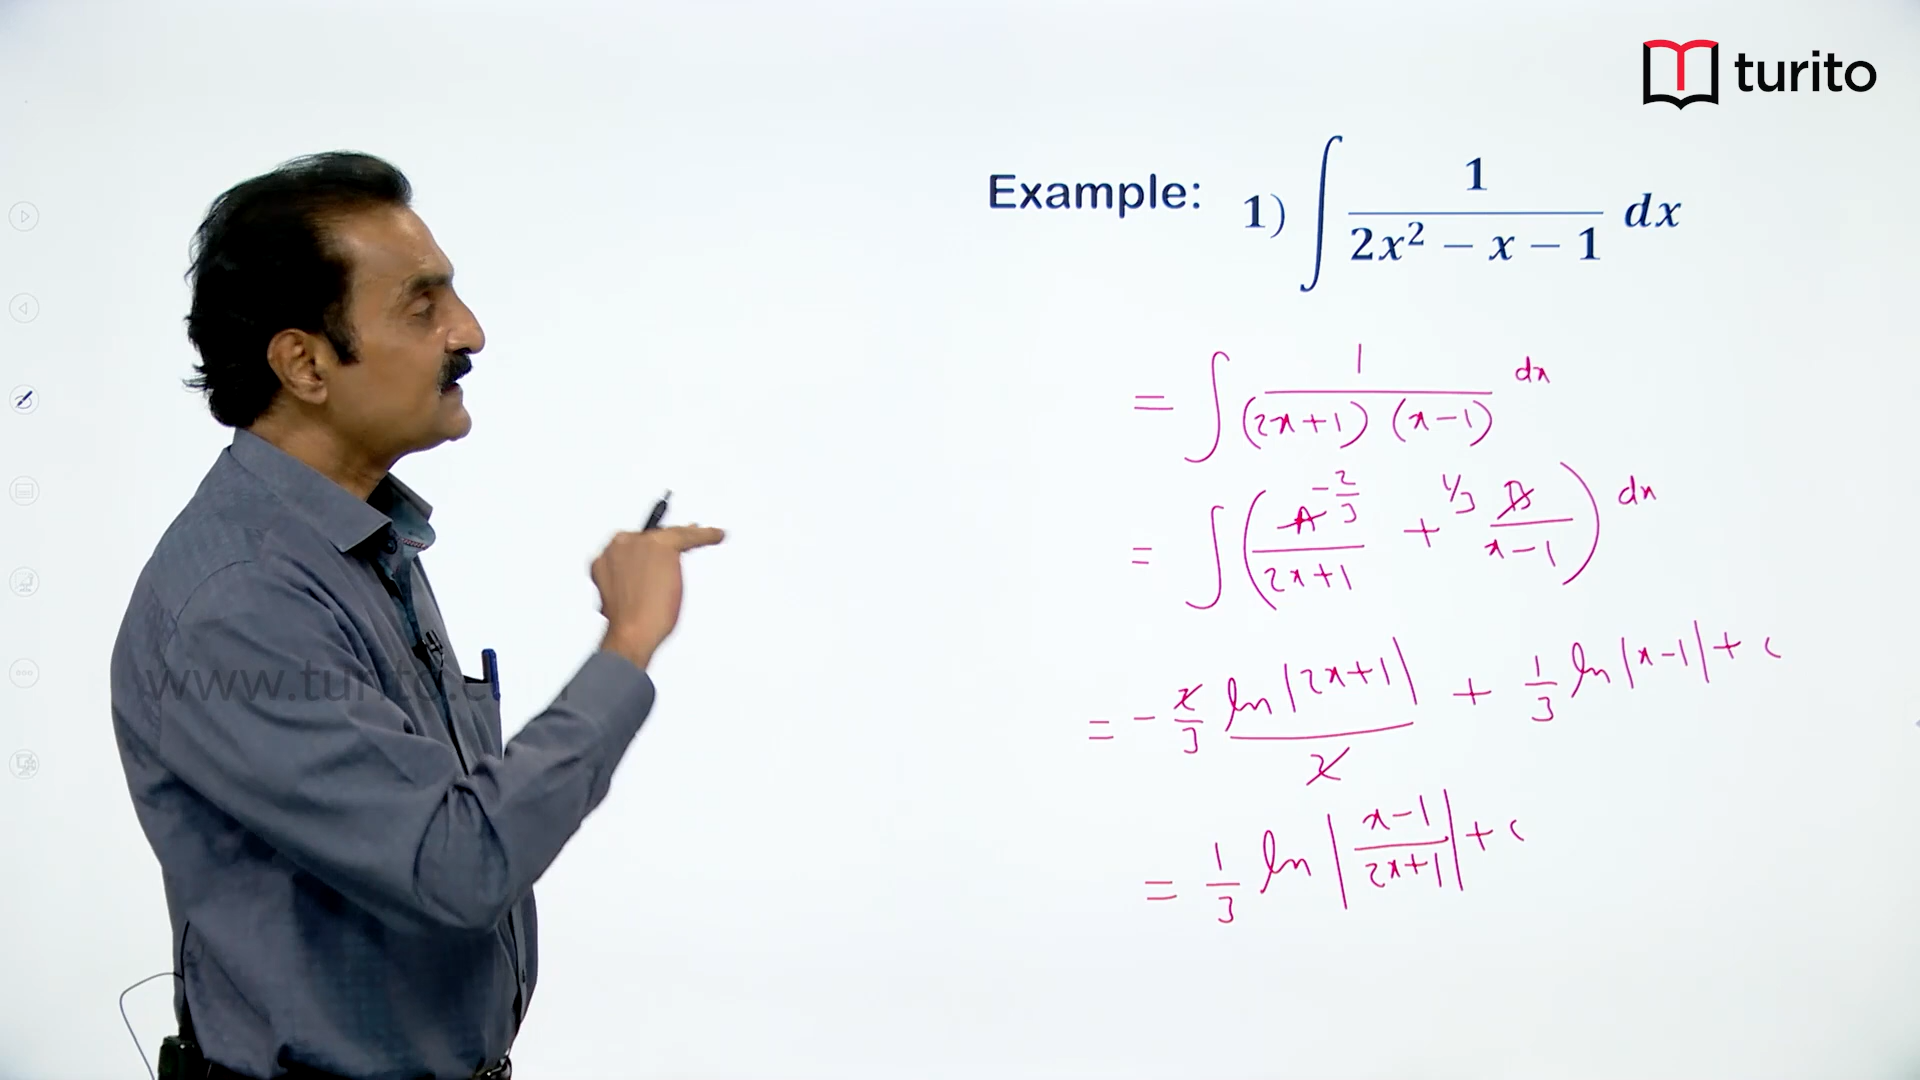 turito
Example: 1) ∫ 1/(2x² − x − 1) dx
= ∫ 1/((2x+1) (x−1)) dx
= ∫ (A -2/3 /(2x+1) + 1/3 B/(x−1)) dx
= - 2/3 ln|2x+1|/2 + 1/3 ln|x−1| + c
= 1/3 ln |(x−1)/(2x+1)| + c
www.turito.com